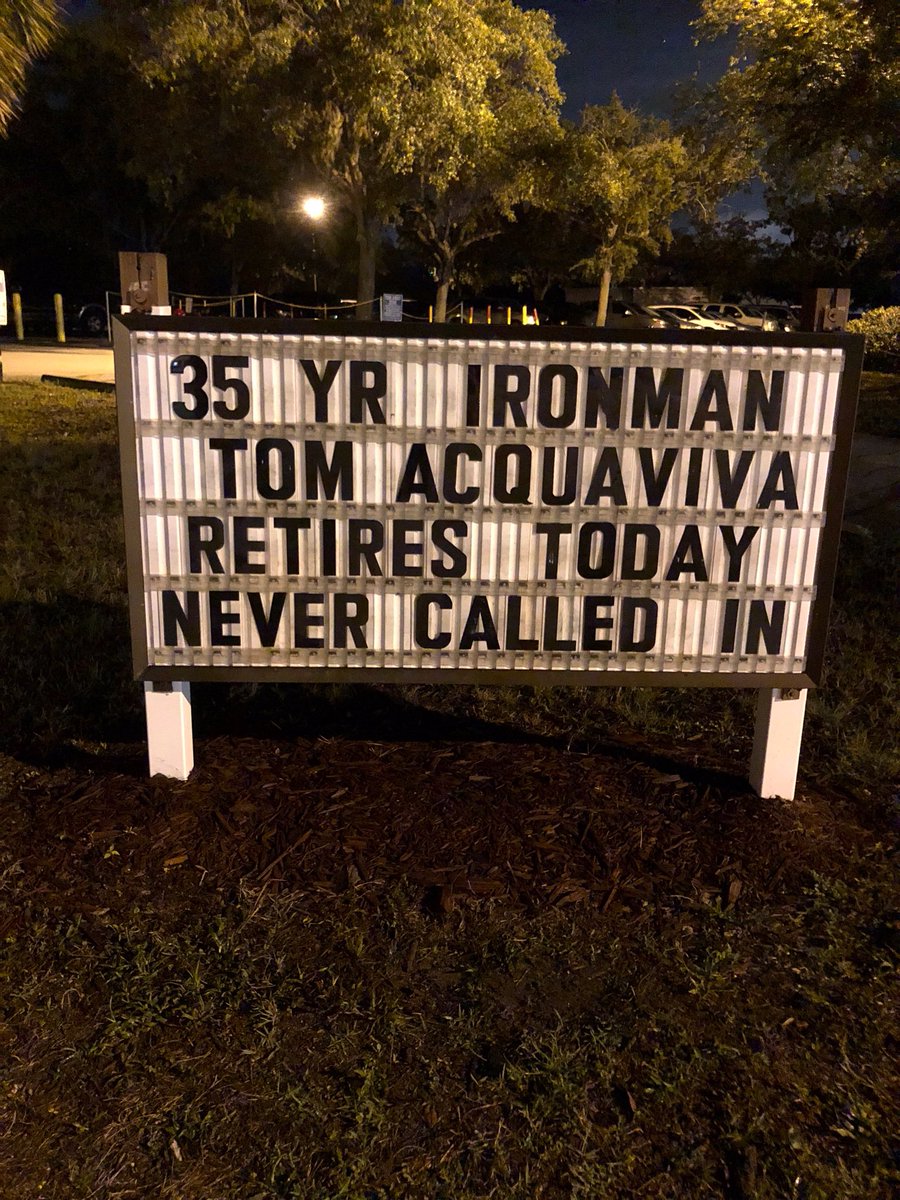 35 YR IRONMAN
TOM ACQUAVIVA
RETIRES TODAY
NEVER CALLED IN